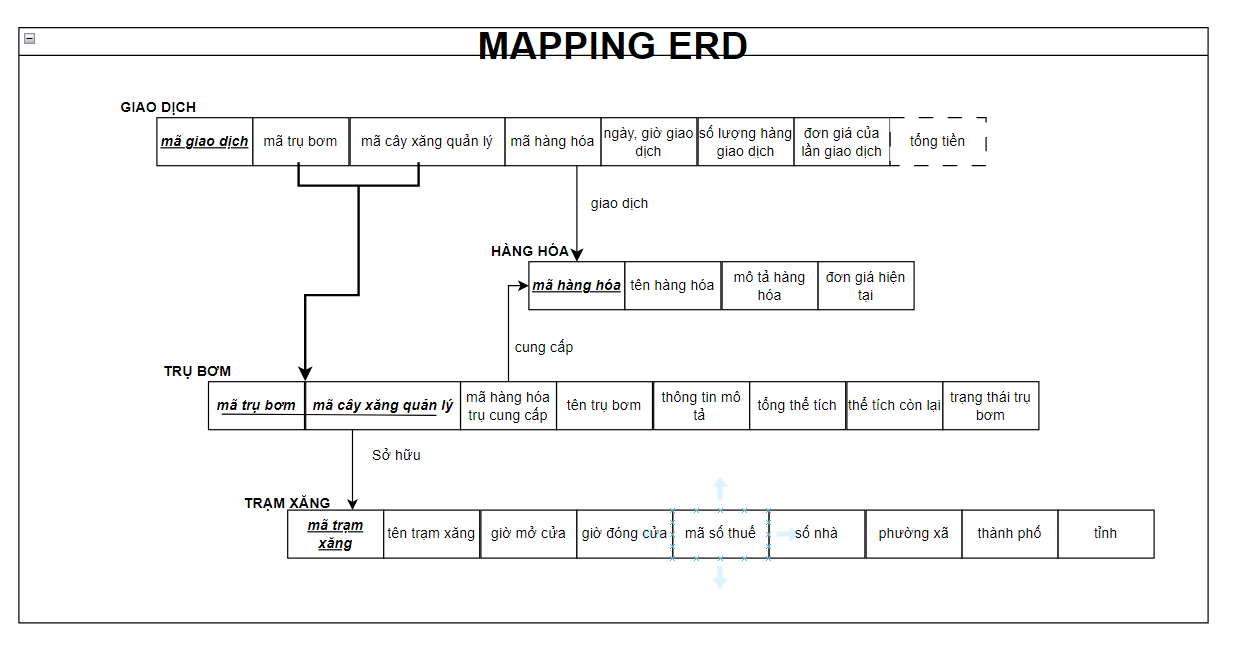 MAPPING ERD
GIAO DỊCH
mã giao dịch
mã trụ bơm
mã cây xăng quản lý
mã hàng hóa
ngày, giờ giao
dịch
số lượng hàng
giao dịch
đơn giá của
lần giao dịch
tổng tiền
giao dịch
HÀNG HÓA
mã hàng hóa
tên hàng hóa
mô tả hàng
hóa
đơn giá hiện
tại
cung cấp
TRỤ BƠM
mã trụ bơm
mã cây xăng quản lý
mã hàng hóa
trụ cung cấp
tên trụ bơm
thông tin mô
tả
tổng thể tích
thể tích còn lại
trạng thái trụ
bơm
Sở hữu
TRẠM XĂNG
mã trạm
xăng
tên trạm xăng
giờ mở cửa
giờ đóng cửa
mã số thuế
số nhà
phường xã
thành phố
tỉnh